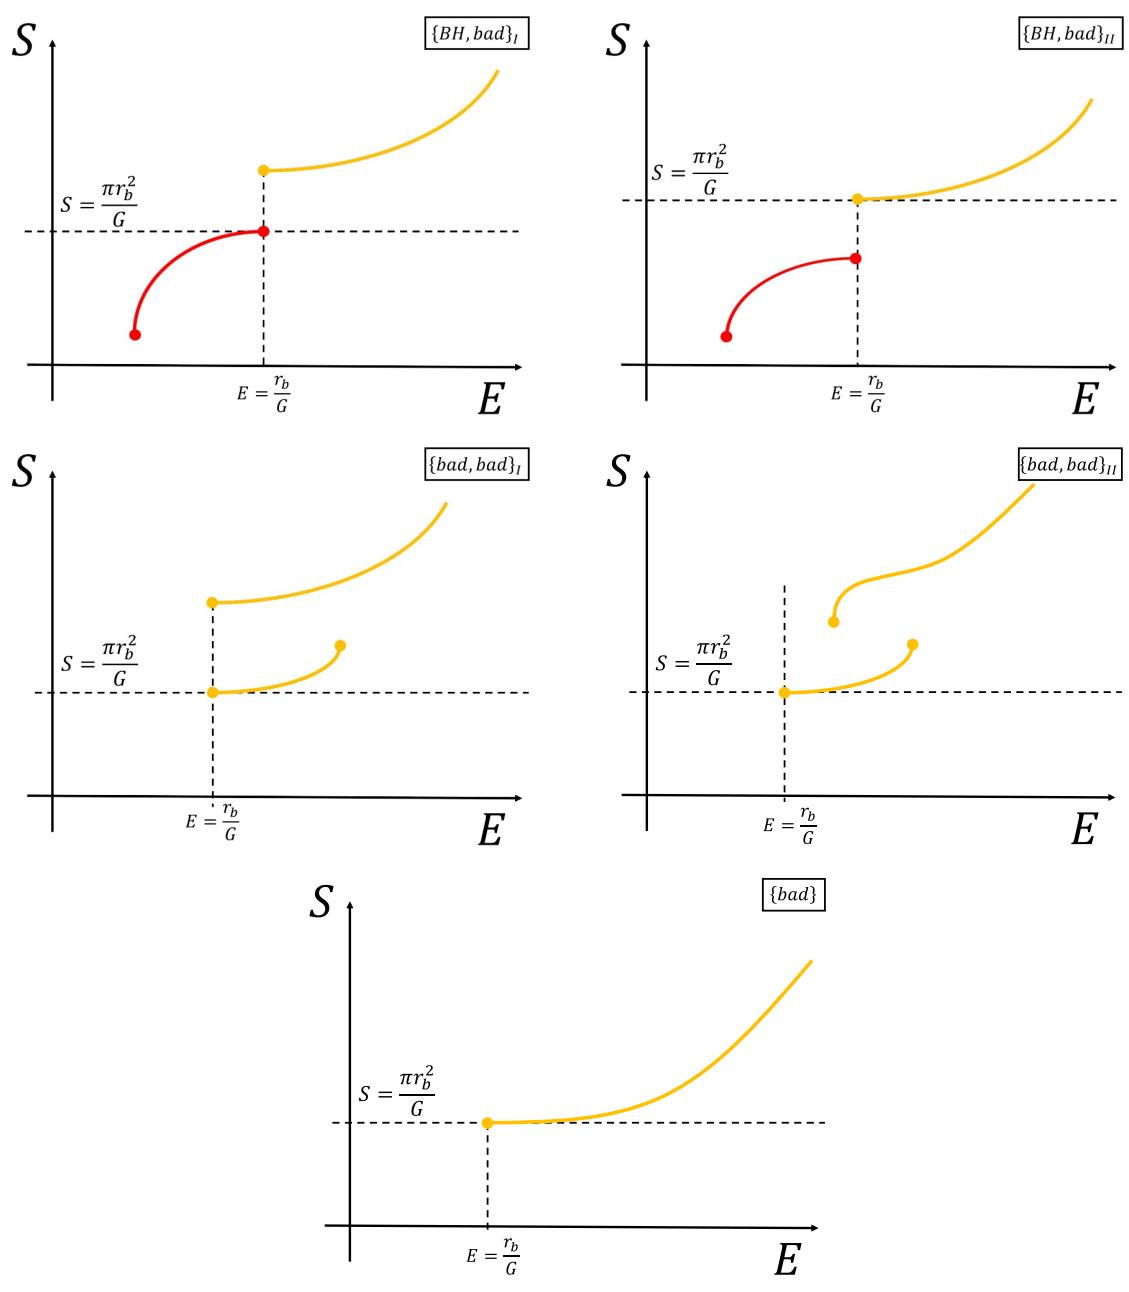 S
{BH, bad}_I
S = πr_b^2/G
E = r_b/G
E
S
{BH, bad}_II
S = πr_b^2/G
E = r_b/G
E
S
{bad, bad}_I
S = πr_b^2/G
E = r_b/G
E
S
{bad, bad}_II
S = πr_b^2/G
E = r_b/G
E
S
{bad}
S = πr_b^2/G
E = r_b/G
E